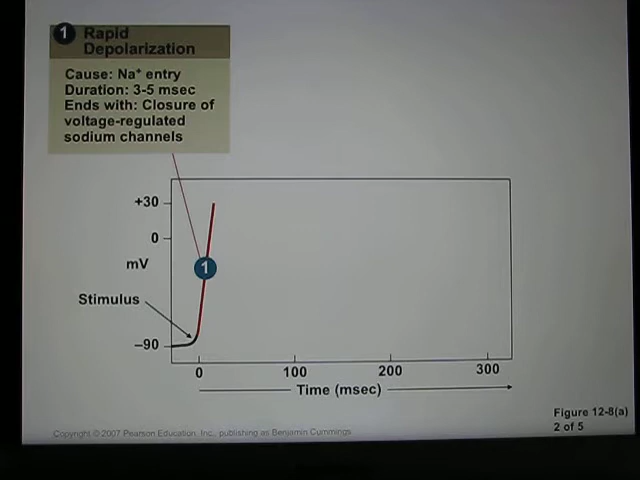 1 Rapid
Depolarization
Cause: Na+ entry
Duration: 3-5 msec
Ends with: Closure of
voltage-regulated
sodium channels
+30
0
mV
1
Stimulus
–90
0 100 200 300
Time (msec)
Figure 12-8(a)
2 of 5
Copyright © 2007 Pearson Education, Inc., publishing as Benjamin Cummings